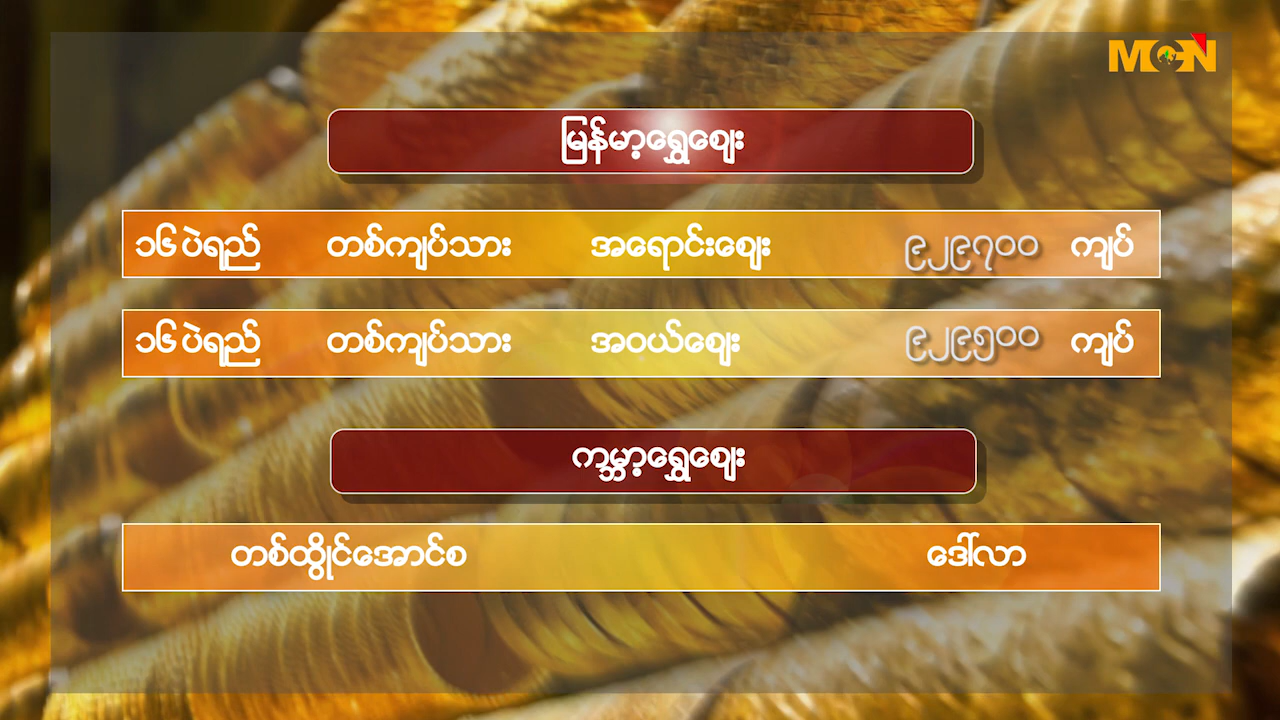 MCN
မြန်မာ့ရွှေဈေး
၁၆ ပဲရည် တစ်ကျပ်သား အရောင်းဈေး ၉၂၉၇၀၀ ကျပ်
၁၆ ပဲရည် တစ်ကျပ်သား အဝယ်ဈေး ၉၂၉၅၀၀ ကျပ်
ကမ္ဘာ့ရွှေဈေး
တစ်ထွိုင်အောင်စ ဒေါ်လာ